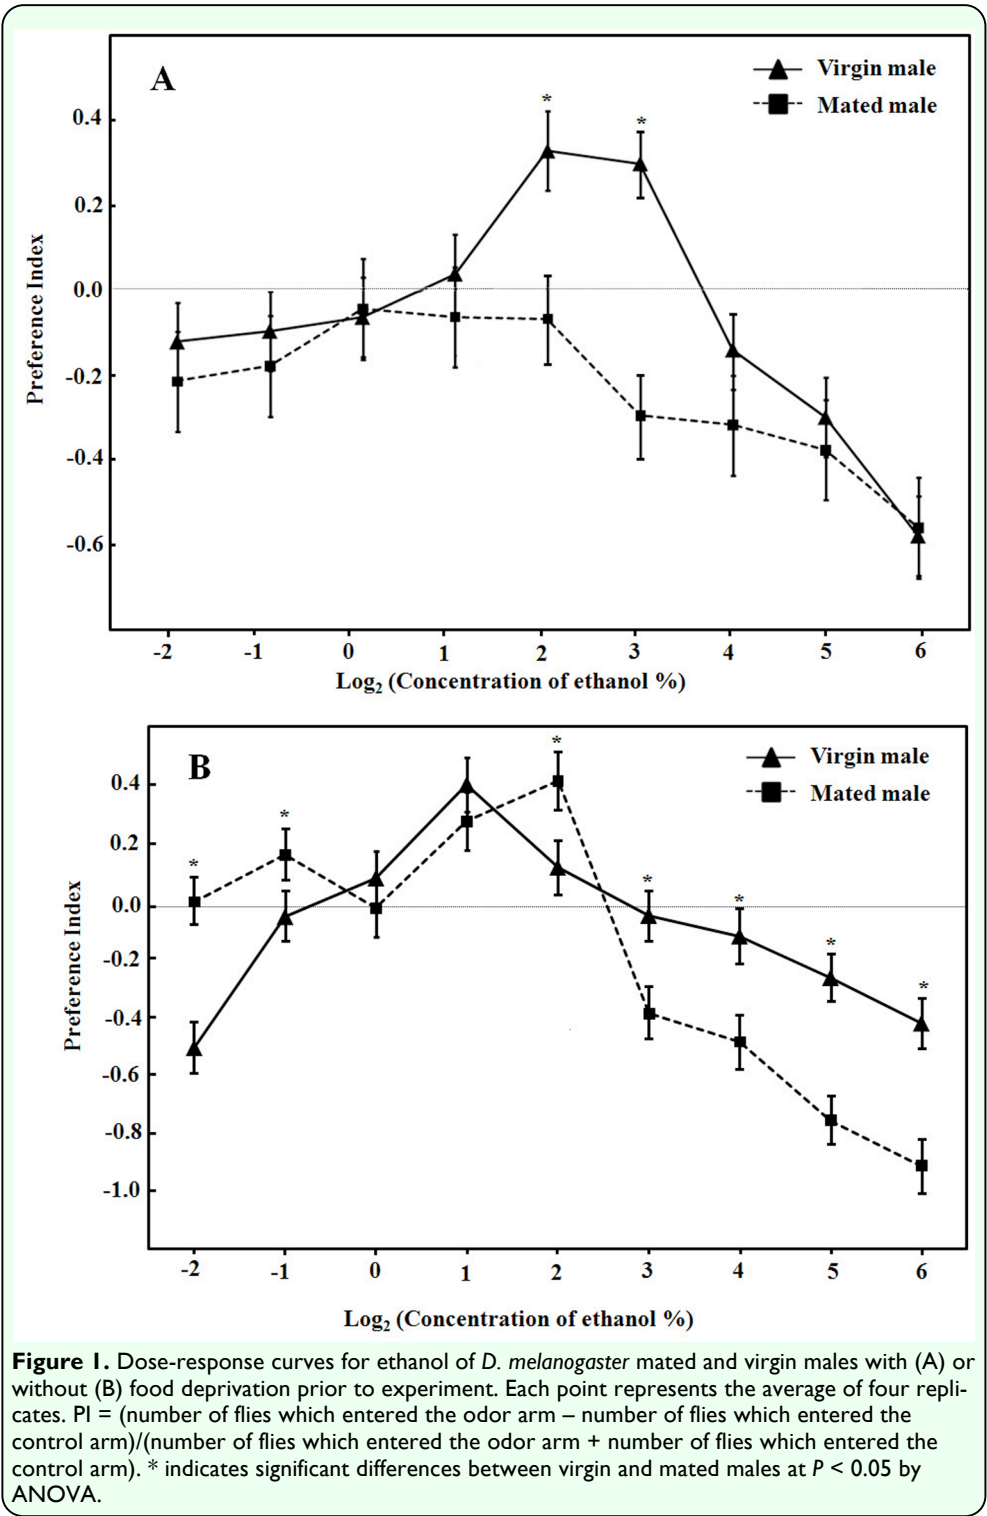 A
Virgin male
Mated male
*
*
0.4
0.2
0.0
-0.2
-0.4
-0.6
Preference Index
-2 -1 0 1 2 3 4 5 6
Log₂ (Concentration of ethanol %)
B
Virgin male
Mated male
*
*
*
*
*
*
*
0.4
0.2
0.0
-0.2
-0.4
-0.6
-0.8
-1.0
Preference Index
-2 -1 0 1 2 3 4 5 6
Log₂ (Concentration of ethanol %)
Figure 1. Dose-response curves for ethanol of D. melanogaster mated and virgin males with (A) or
without (B) food deprivation prior to experiment. Each point represents the average of four repli-
cates. PI = (number of flies which entered the odor arm – number of flies which entered the
control arm)/(number of flies which entered the odor arm + number of flies which entered the
control arm). * indicates significant differences between virgin and mated males at P < 0.05 by
ANOVA.